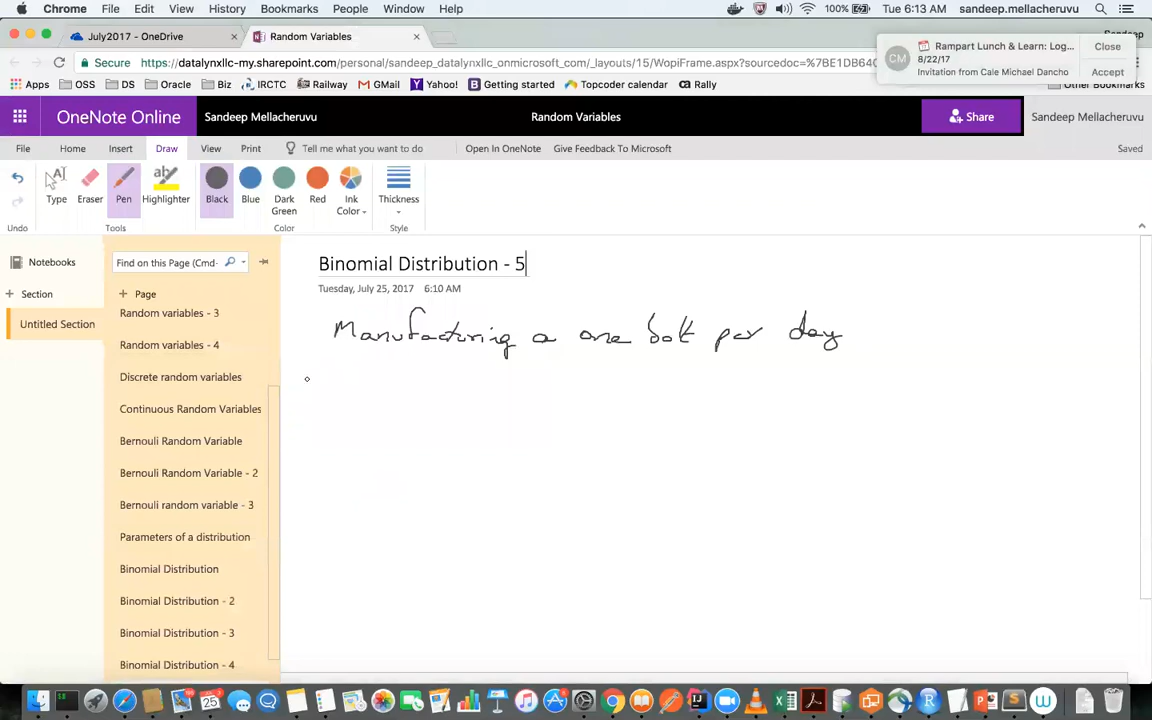 Chrome File Edit View History Bookmarks People Window Help 100% Tue 6:13 AM sandeep.mellacheruvu
July2017 - OneDrive Random Variables
Secure https://datalynxllc-my.sharepoint.com/personal/sandeep_datalynxllc_onmicrosoft_com/_layouts/15/WopiFrame.aspx?sourcedoc=%7BE1DB64
CM Rampart Lunch & Learn: Log... Close
8/22/17
Invitation from Cale Michael Dancho Accept
Apps OSS DS Oracle Biz IRCTC Railway GMail Yahoo! Getting started Topcoder calendar Rally Other Bookmarks
OneNote Online Sandeep Mellacheruvu Random Variables Share Sandeep Mellacheruvu
File Home Insert Draw View Print Tell me what you want to do Open In OneNote Give Feedback To Microsoft Saved
Type Eraser Pen Highlighter Black Blue Dark Green Red Ink Color Thickness
Undo Tools Color Style
Notebooks
Section
Untitled Section
Find on this Page (Cmd-
Page
Random variables - 3
Random variables - 4
Discrete random variables
Continuous Random Variables
Bernouli Random Variable
Bernouli Random Variable - 2
Bernouli random variable - 3
Parameters of a distribution
Binomial Distribution
Binomial Distribution - 2
Binomial Distribution - 3
Binomial Distribution - 4
Binomial Distribution - 5
Tuesday, July 25, 2017 6:10 AM
Manufacturing a one bolt per day